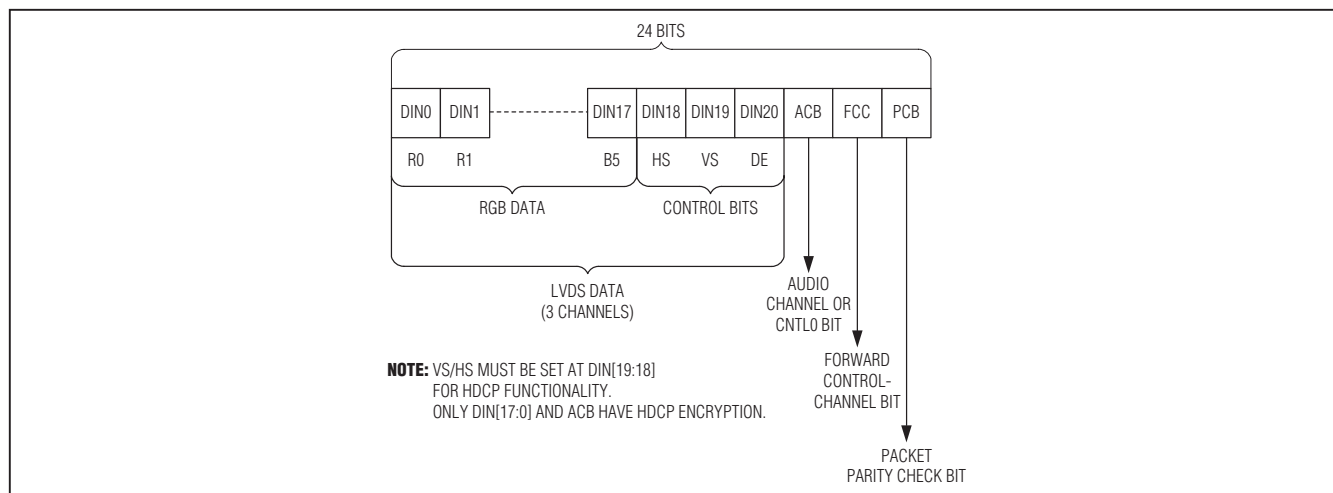 24 BITS
DIN0 DIN1 DIN17 DIN18 DIN19 DIN20 ACB FCC PCB
R0 R1 B5 HS VS DE
RGB DATA CONTROL BITS
LVDS DATA
(3 CHANNELS)
AUDIO
CHANNEL OR
CNTL0 BIT
FORWARD
CONTROL-
CHANNEL BIT
PACKET
PARITY CHECK BIT
NOTE: VS/HS MUST BE SET AT DIN[19:18]
FOR HDCP FUNCTIONALITY.
ONLY DIN[17:0] AND ACB HAVE HDCP ENCRYPTION.